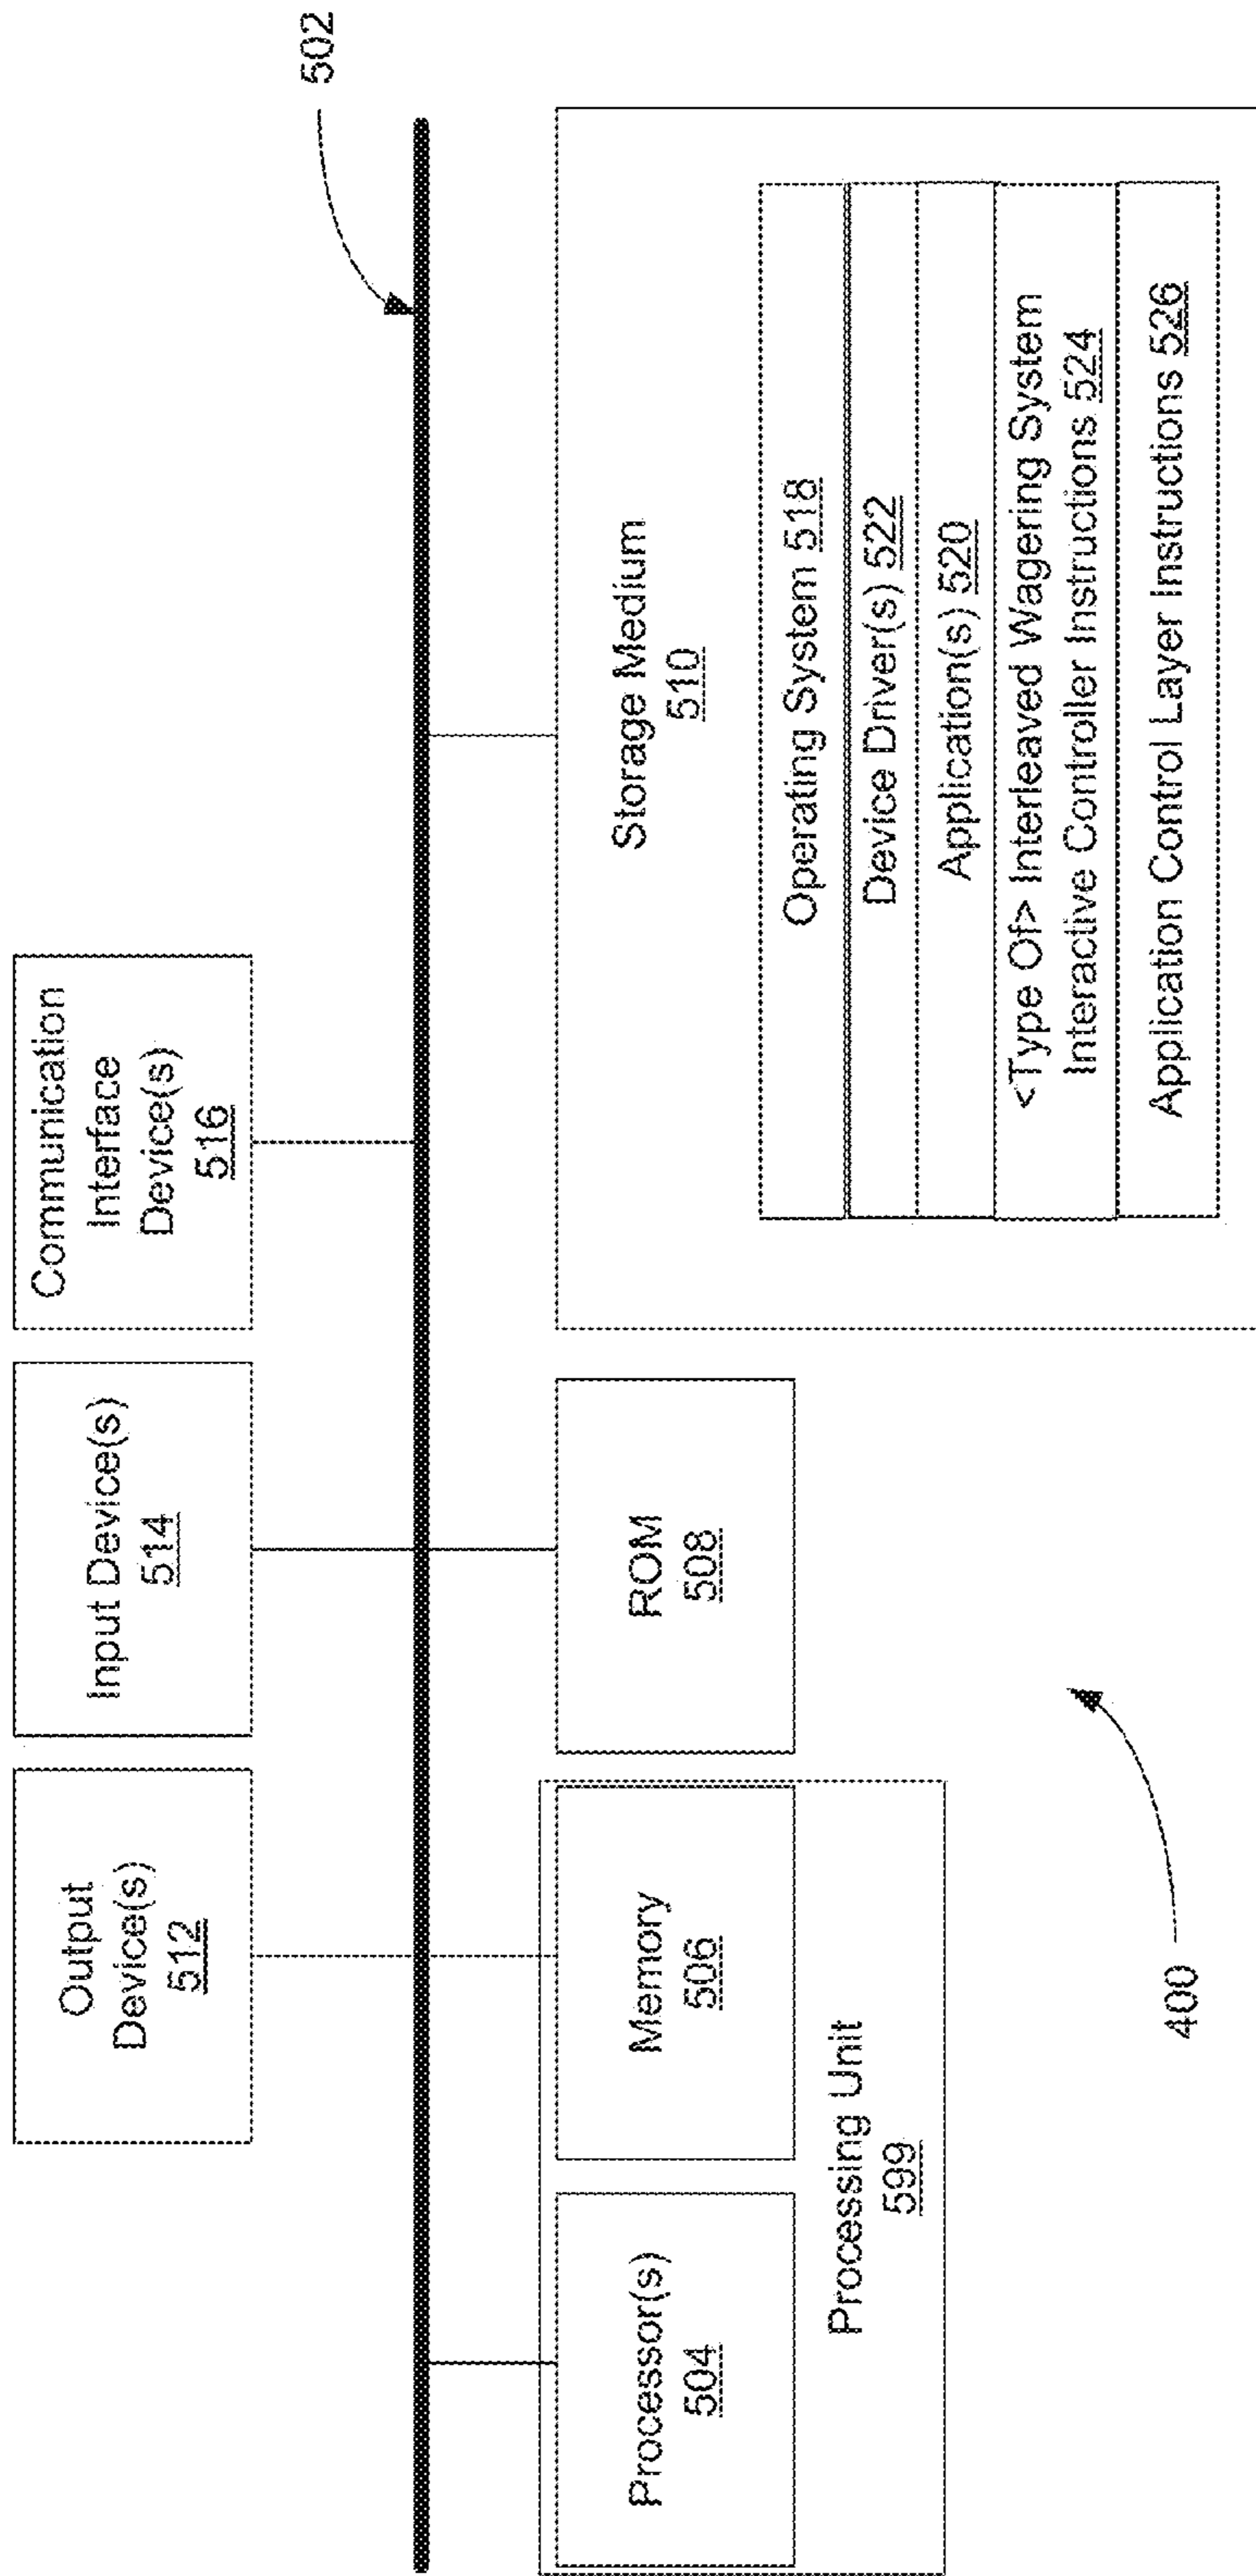 502
Output
Device(s)
512
Input Device(s)
514
Communication
Interface
Device(s)
516
Processor(s)
504
Memory
506
Processing Unit
599
ROM
508
Storage Medium
510
Operating System 518
Device Driver(s) 522
Application(s) 520
<Type Of> Interleaved Wagering System
Interactive Controller Instructions 524
Application Control Layer Instructions 526
400